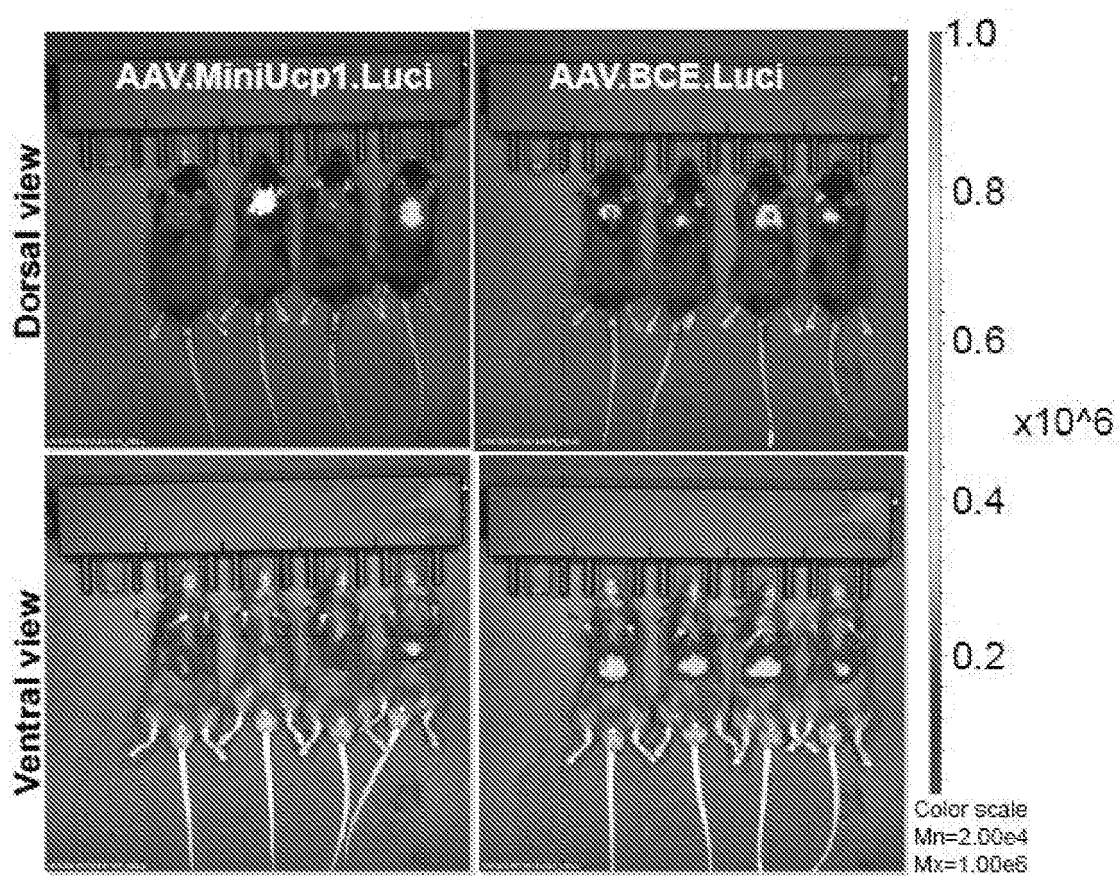 AAV.MiniUcp1.Luci
AAV.BCE.Luci
Dorsal view
Ventral view
1.0
0.8
0.6
x10^6
0.4
0.2
Color scale
Mn=2.00e4
Mx=1.00e6